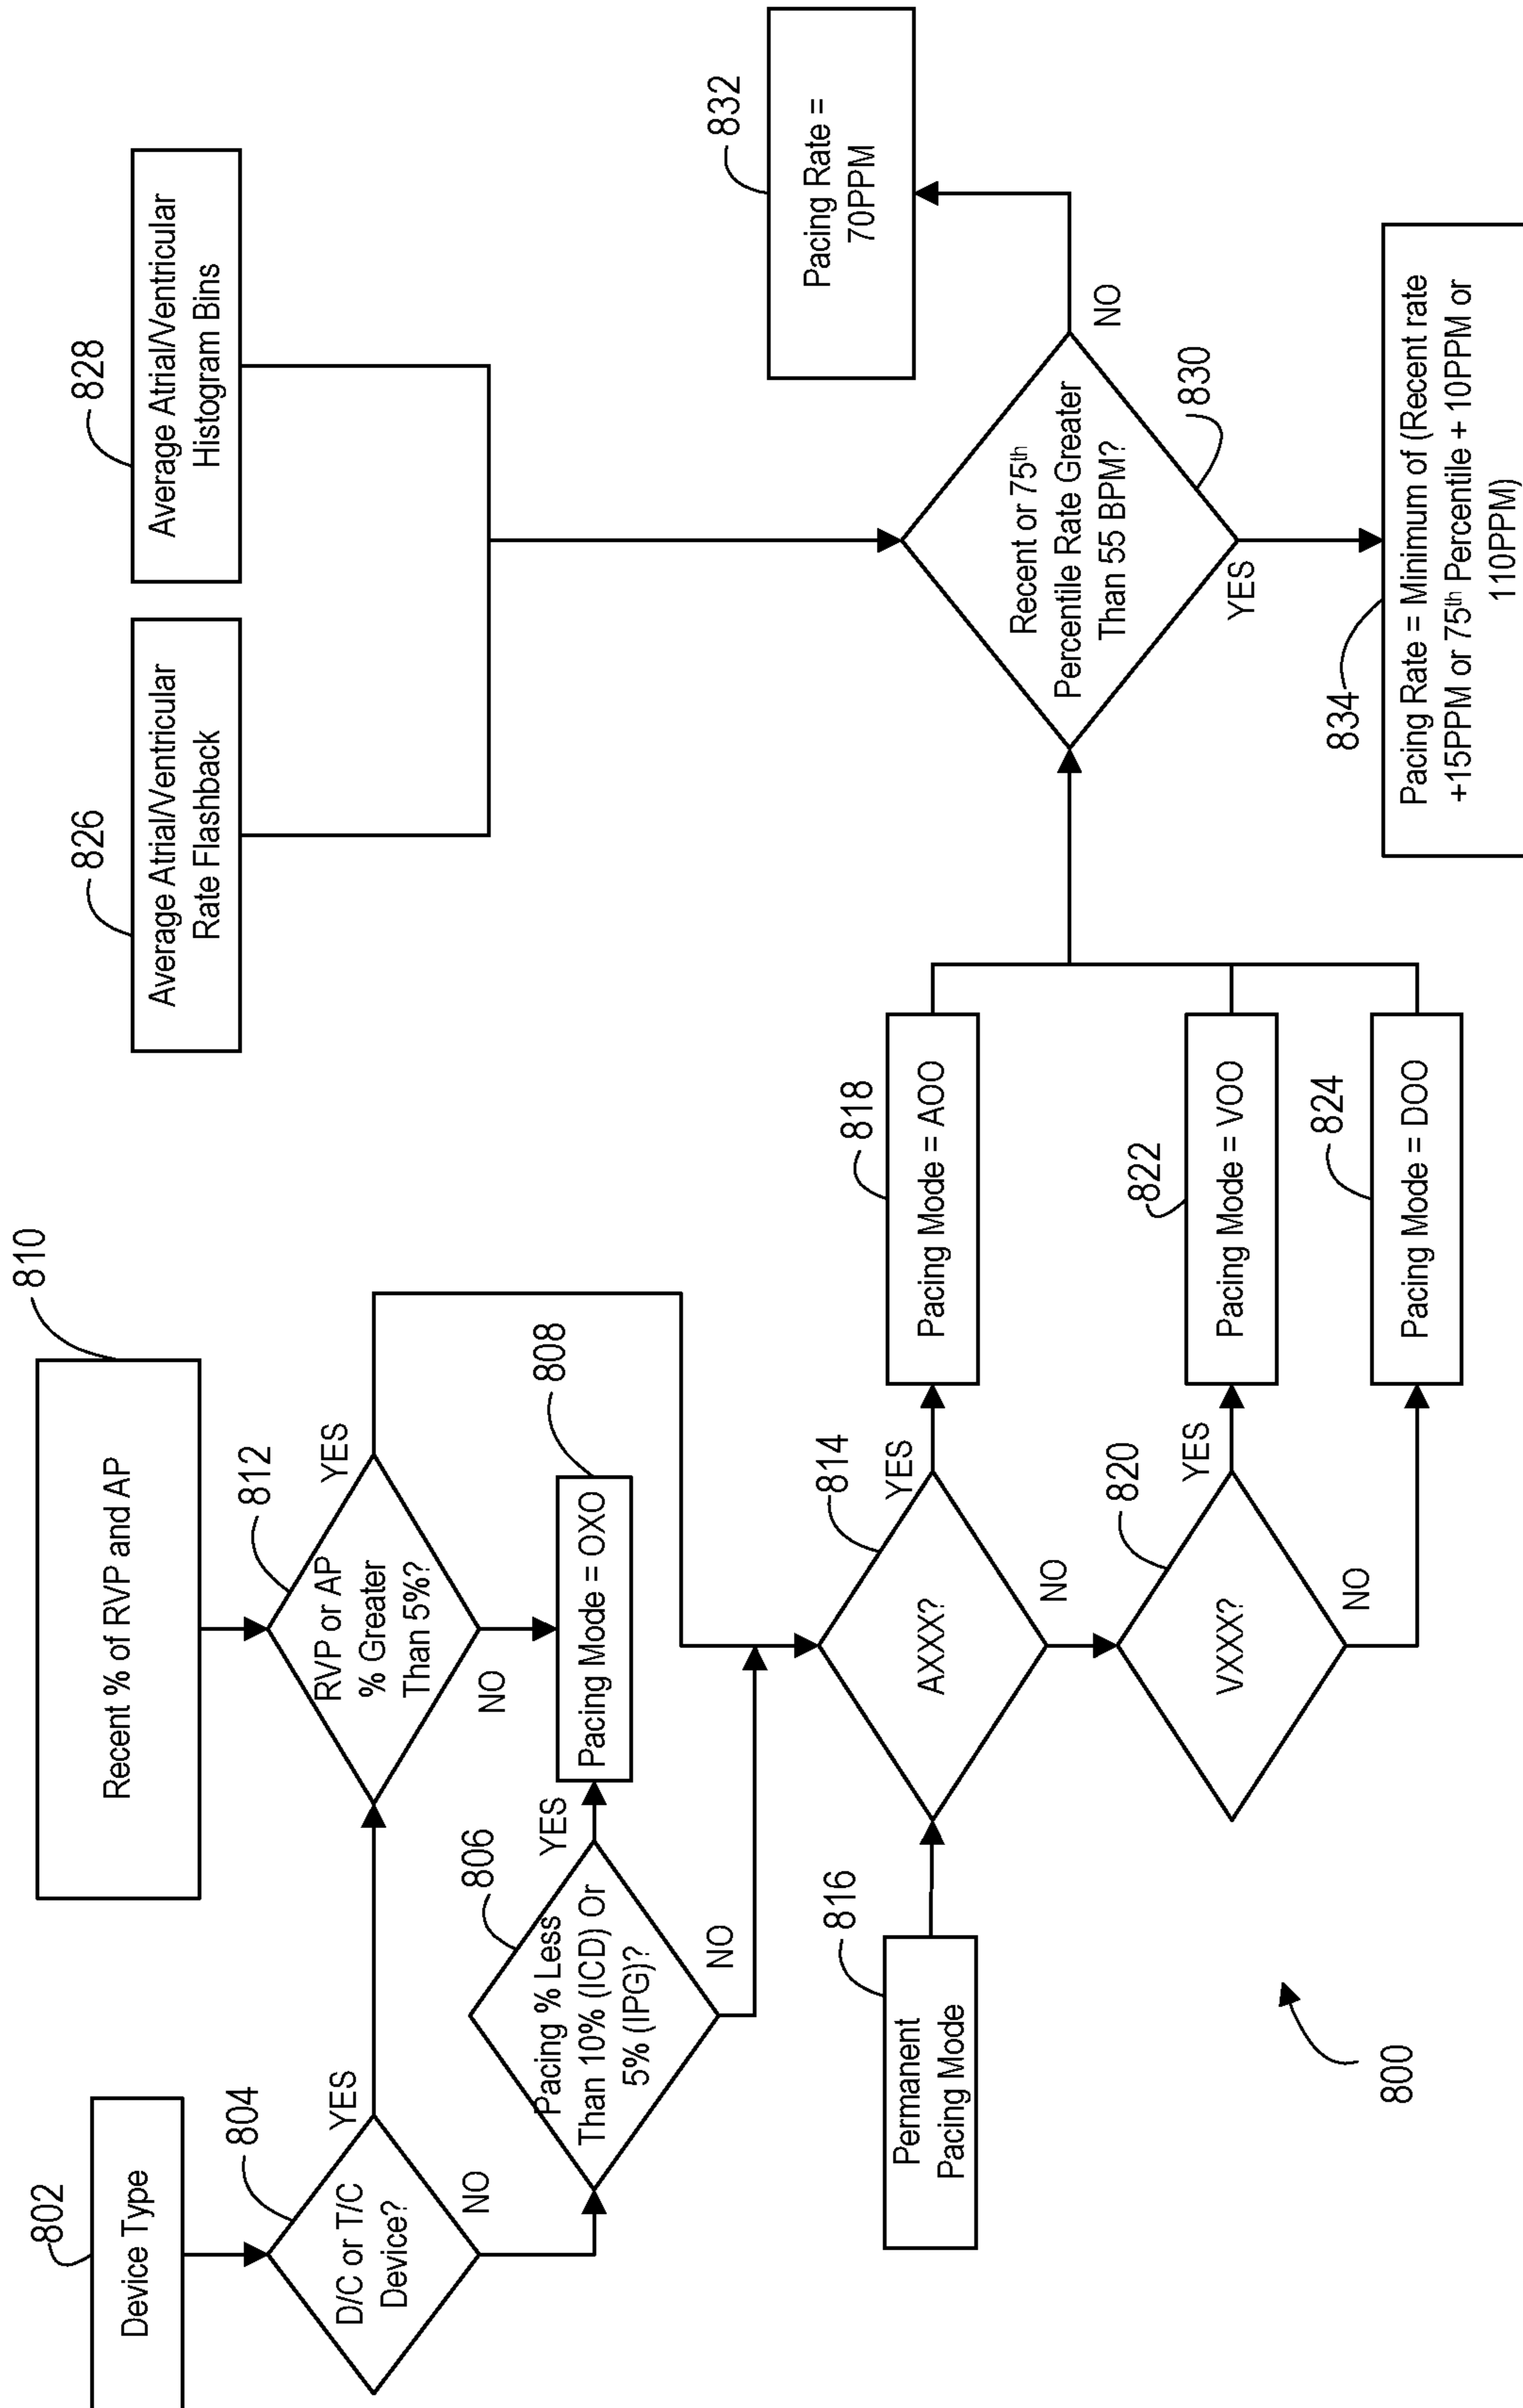 802
Device Type
804
D/C or T/C
Device?
YES
NO
810
Recent % of RVP and AP
812
RVP or AP
% Greater
Than 5%?
YES
NO
806
Pacing % Less
Than 10% (ICD) Or
5% (IPG)?
YES
NO
808
Pacing Mode = OXO
816
Permanent
Pacing Mode
814
AXXX?
YES
NO
818
Pacing Mode = AOO
820
VXXX?
YES
NO
822
Pacing Mode = VOO
824
Pacing Mode = DOO
826
Average Atrial/Ventricular
Rate Flashback
828
Average Atrial/Ventricular
Histogram Bins
Recent or 75th
Percentile Rate Greater
Than 55 BPM?
830
NO
YES
832
Pacing Rate =
70PPM
834
Pacing Rate = Minimum of (Recent rate
+15PPM or 75th Percentile + 10PPM or
110PPM)
800